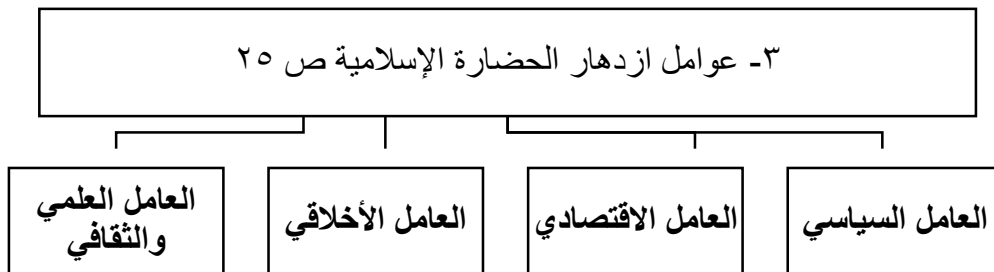 ٣- عوامل ازدهار الحضارة الإسلامية ص ٢٥
العامل السياسي
العامل الاقتصادي
العامل الأخلاقي
العامل العلمي
والثقافي